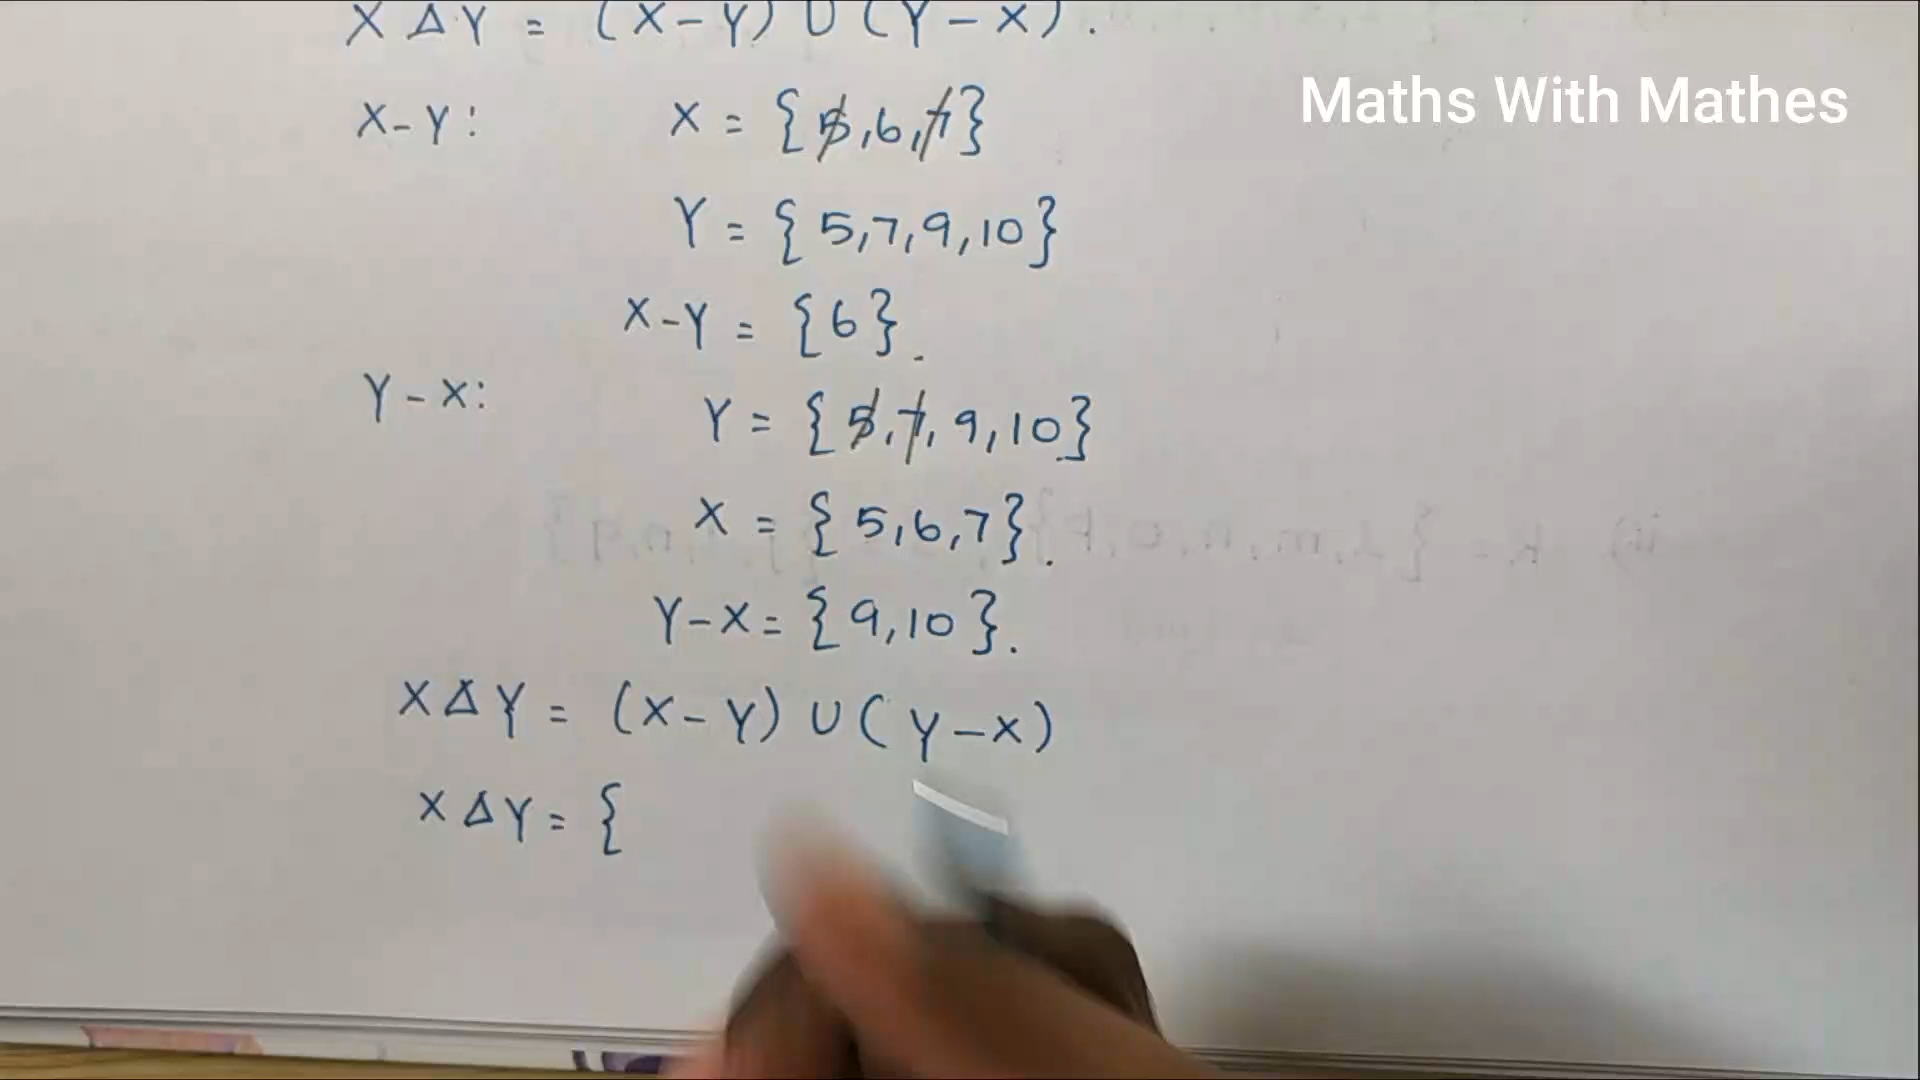 X Δ Y = (X - Y) ∪ (Y - X).
Maths With Mathes
X - Y: X = {5, 6, 7}
Y = {5, 7, 9, 10}
X - Y = {6}.
Y - X: Y = {5, 7, 9, 10}
X = {5, 6, 7}.
Y - X = {9, 10}.
X Δ Y = (X - Y) ∪ (Y - X)
X Δ Y = {